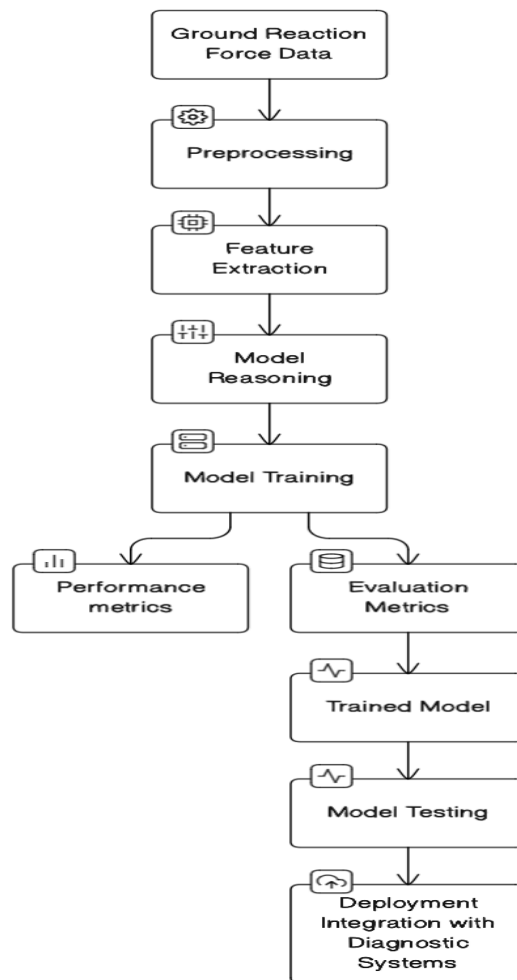 Ground Reaction
Force Data
Preprocessing
Feature
Extraction
Model
Reasoning
Model Training
Performance
metrics
Evaluation
Metrics
Trained Model
Model Testing
Deployment
Integration with
Diagnostic
Systems